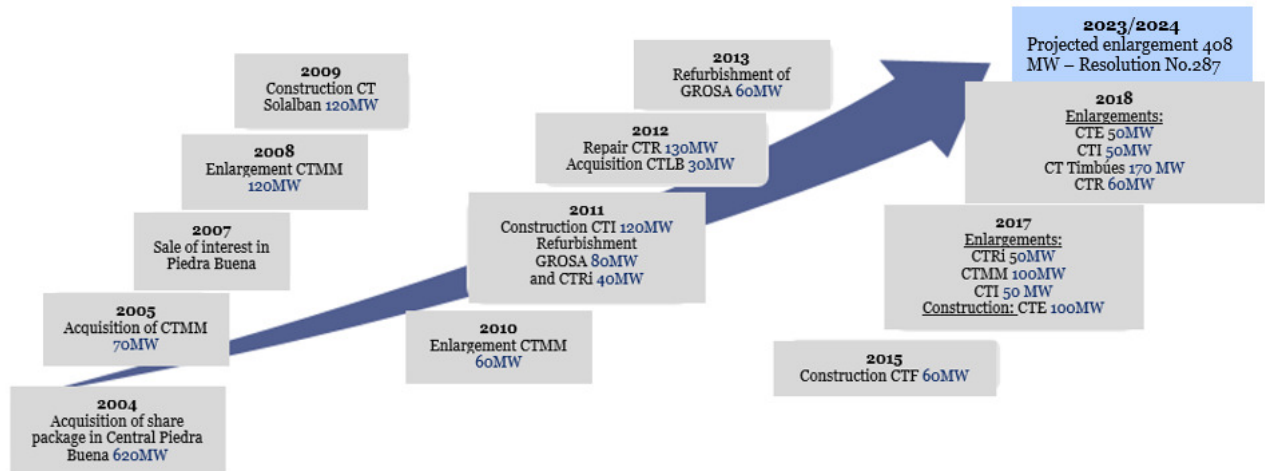 2004
Acquisition of share
package in Central Piedra
Buena 620MW
2005
Acquisition of CTMM
70MW
2007
Sale of interest in
Piedra Buena
2008
Enlargement CTMM
120MW
2009
Construction CT
Solalban 120MW
2010
Enlargement CTMM
60MW
2011
Construction CTI 120MW
Refurbishment
GROSA 80MW
and CTRi 40MW
2012
Repair CTR 130MW
Acquisition CTLB 30MW
2013
Refurbishment of
GROSA 60MW
2015
Construction CTF 60MW
2017
Enlargements:
CTRi 50MW
CTMM 100MW
CTI 50 MW
Construction: CTE 100MW
2018
Enlargements:
CTE 50MW
CTI 50MW
CT Timbúes 170 MW
CTR 60MW
2023/2024
Projected enlargement 408
MW – Resolution No.287